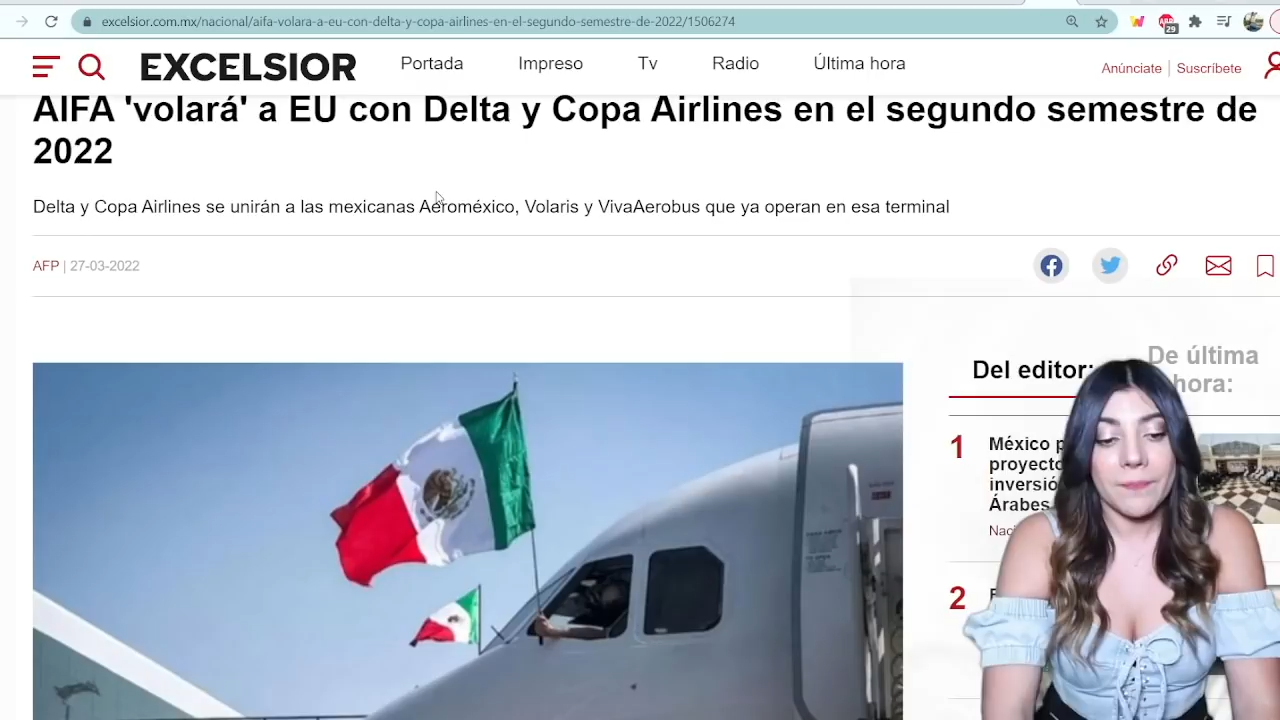 excelsior.com.mx/nacional/aifa-volara-a-eu-con-delta-y-copa-airlines-en-el-segundo-semestre-de-2022/1506274
29
EXCELSIOR
Portada
Impreso
Tv
Radio
Última hora
Anúnciate | Suscríbete
AIFA 'volará' a EU con Delta y Copa Airlines en el segundo semestre de
2022
Delta y Copa Airlines se unirán a las mexicanas Aeroméxico, Volaris y VivaAerobus que ya operan en esa terminal
AFP | 27-03-2022
Del editor:
De última
hora:
1
México
proyecto
inversió
Árabes
Naci
2